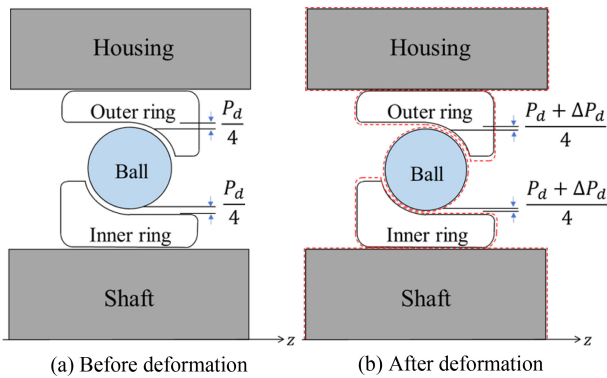 Housing
Outer ring
P_d
4
Ball
P_d
4
Inner ring
Shaft
z
(a) Before deformation
Housing
Outer ring
P_d + ΔP_d
4
Ball
P_d + ΔP_d
4
Inner ring
Shaft
z
(b) After deformation